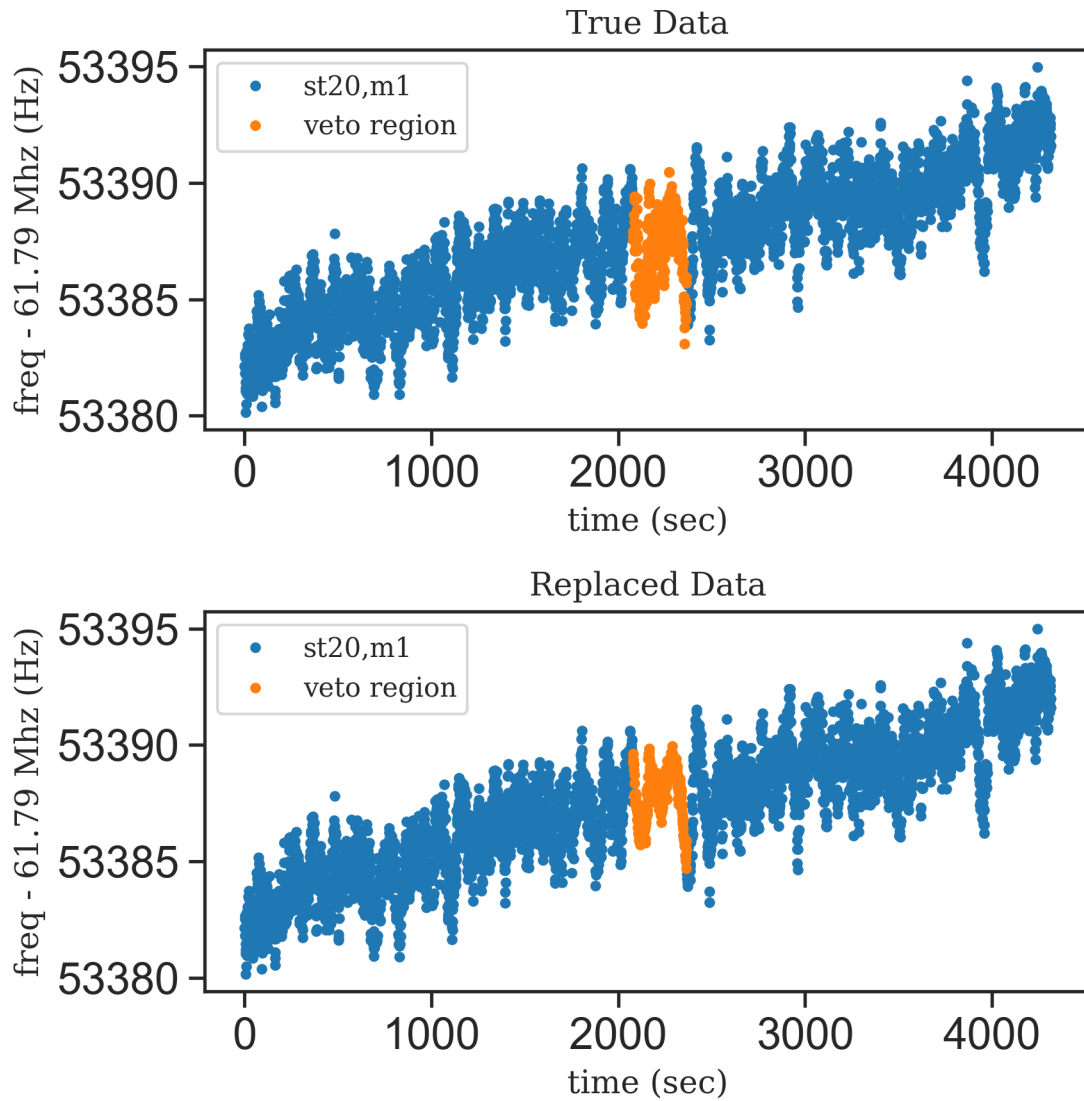 True Data
freq - 61.79 Mhz (Hz)
53395
53390
53385
53380
st20,m1
veto region
0 1000 2000 3000 4000
time (sec)
Replaced Data
freq - 61.79 Mhz (Hz)
53395
53390
53385
53380
st20,m1
veto region
0 1000 2000 3000 4000
time (sec)